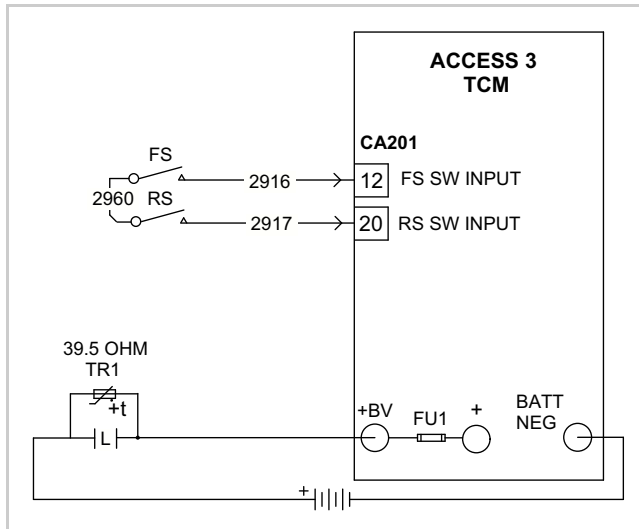 ACCESS 3
TCM
CA201
FS
2916
12
FS SW INPUT
2960
RS
2917
20
RS SW INPUT
39.5 OHM
TR1
+t
L
+BV
FU1
+
BATT
NEG
+